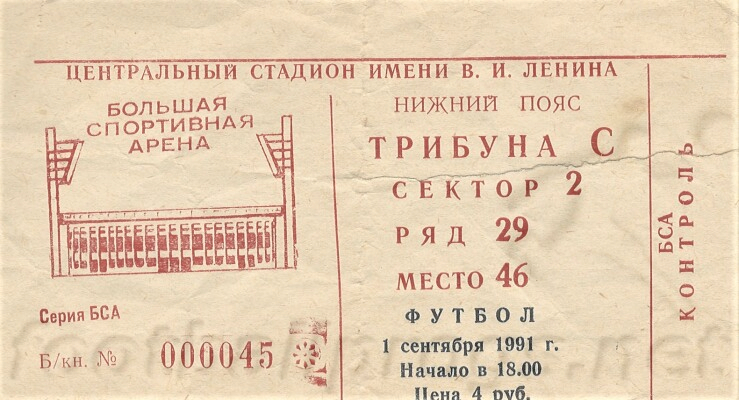 ЦЕНТРАЛЬНЫЙ СТАДИОН ИМЕНИ В. И. ЛЕНИНА
БОЛЬШАЯ
СПОРТИВНАЯ
АРЕНА
Серия БСА
Б/кн. № 000045
НИЖНИЙ ПОЯС
ТРИБУНА С
СЕКТОР 2
РЯД 29
МЕСТО 46
ФУТБОЛ
1 сентября 1991 г.
Начало в 18.00
Цена 4 руб.
БСА
КОНТРОЛЬ